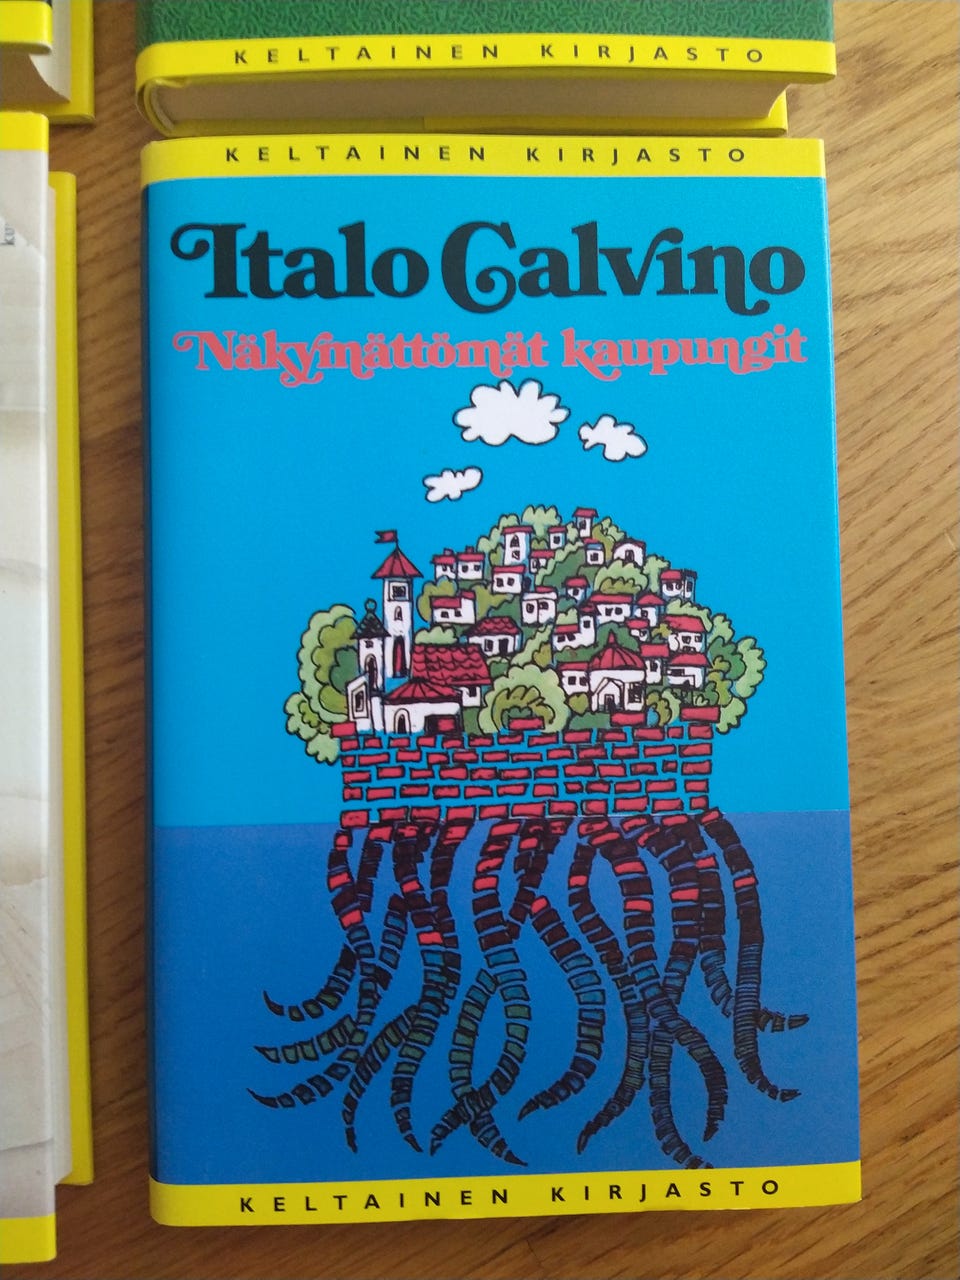 KELTAINEN KIRJASTO
KELTAINEN KIRJASTO
Italo Calvino
Näkymättömät kaupungit
KELTAINEN KIRJASTO